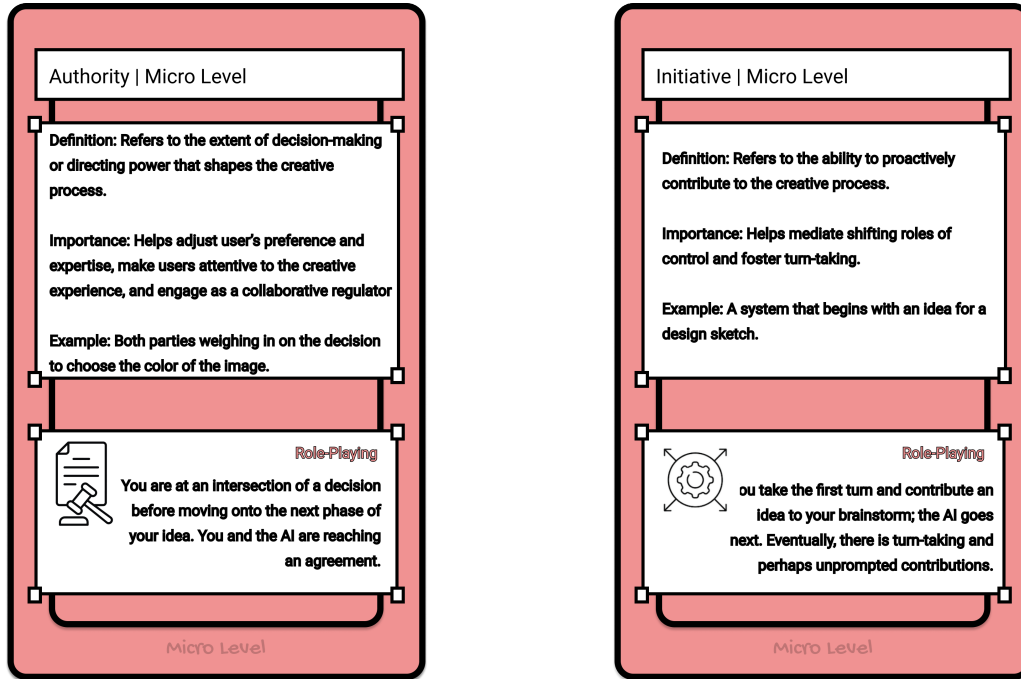 Authority | Micro Level
Definition: Refers to the extent of decision-making
or directing power that shapes the creative
process.
Importance: Helps adjust user's preference and
expertise, make users attentive to the creative
experience, and engage as a collaborative regulator
Example: Both parties weighing in on the decision
to choose the color of the image.
Role-Playing
You are at an intersection of a decision
before moving onto the next phase of
your idea. You and the AI are reaching
an agreement.
Micro Level
Initiative | Micro Level
Definition: Refers to the ability to proactively
contribute to the creative process.
Importance: Helps mediate shifting roles of
control and foster turn-taking.
Example: A system that begins with an idea for a
design sketch.
Role-Playing
ou take the first turn and contribute an
idea to your brainstorm; the AI goes
next. Eventually, there is turn-taking and
perhaps unprompted contributions.
Micro Level